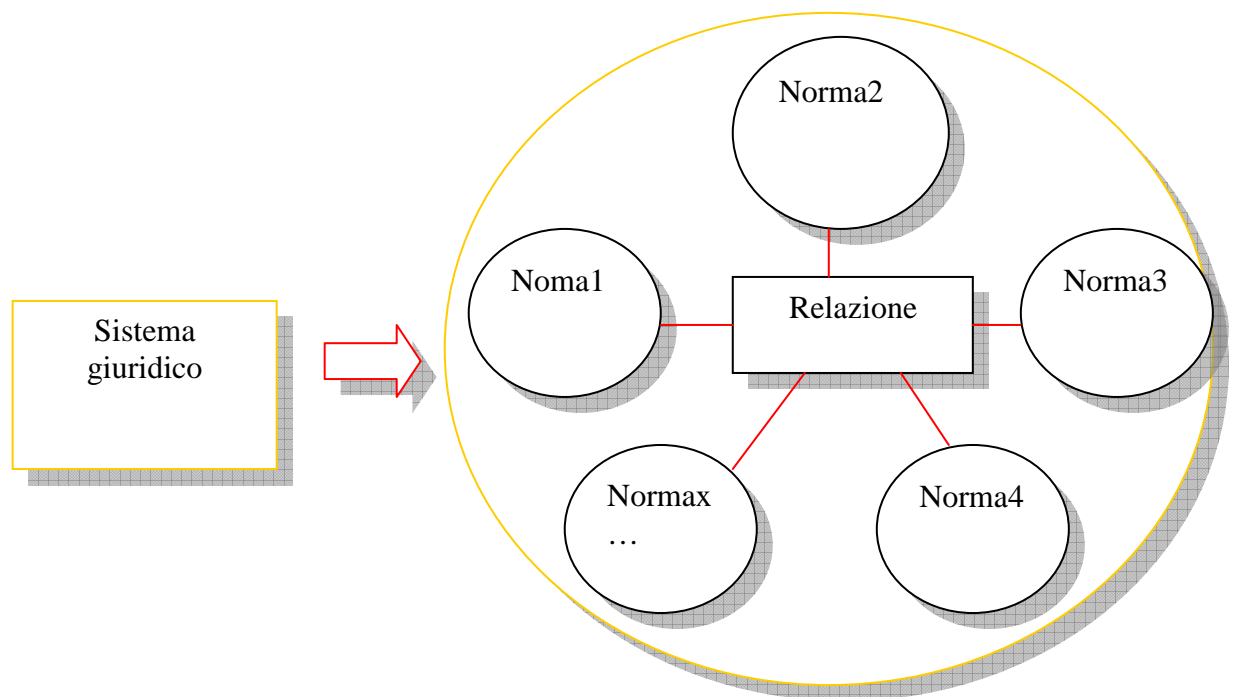 Norma2
Noma1
Relazione
Norma3
Sistema
giuridico
Normax
…
Norma4